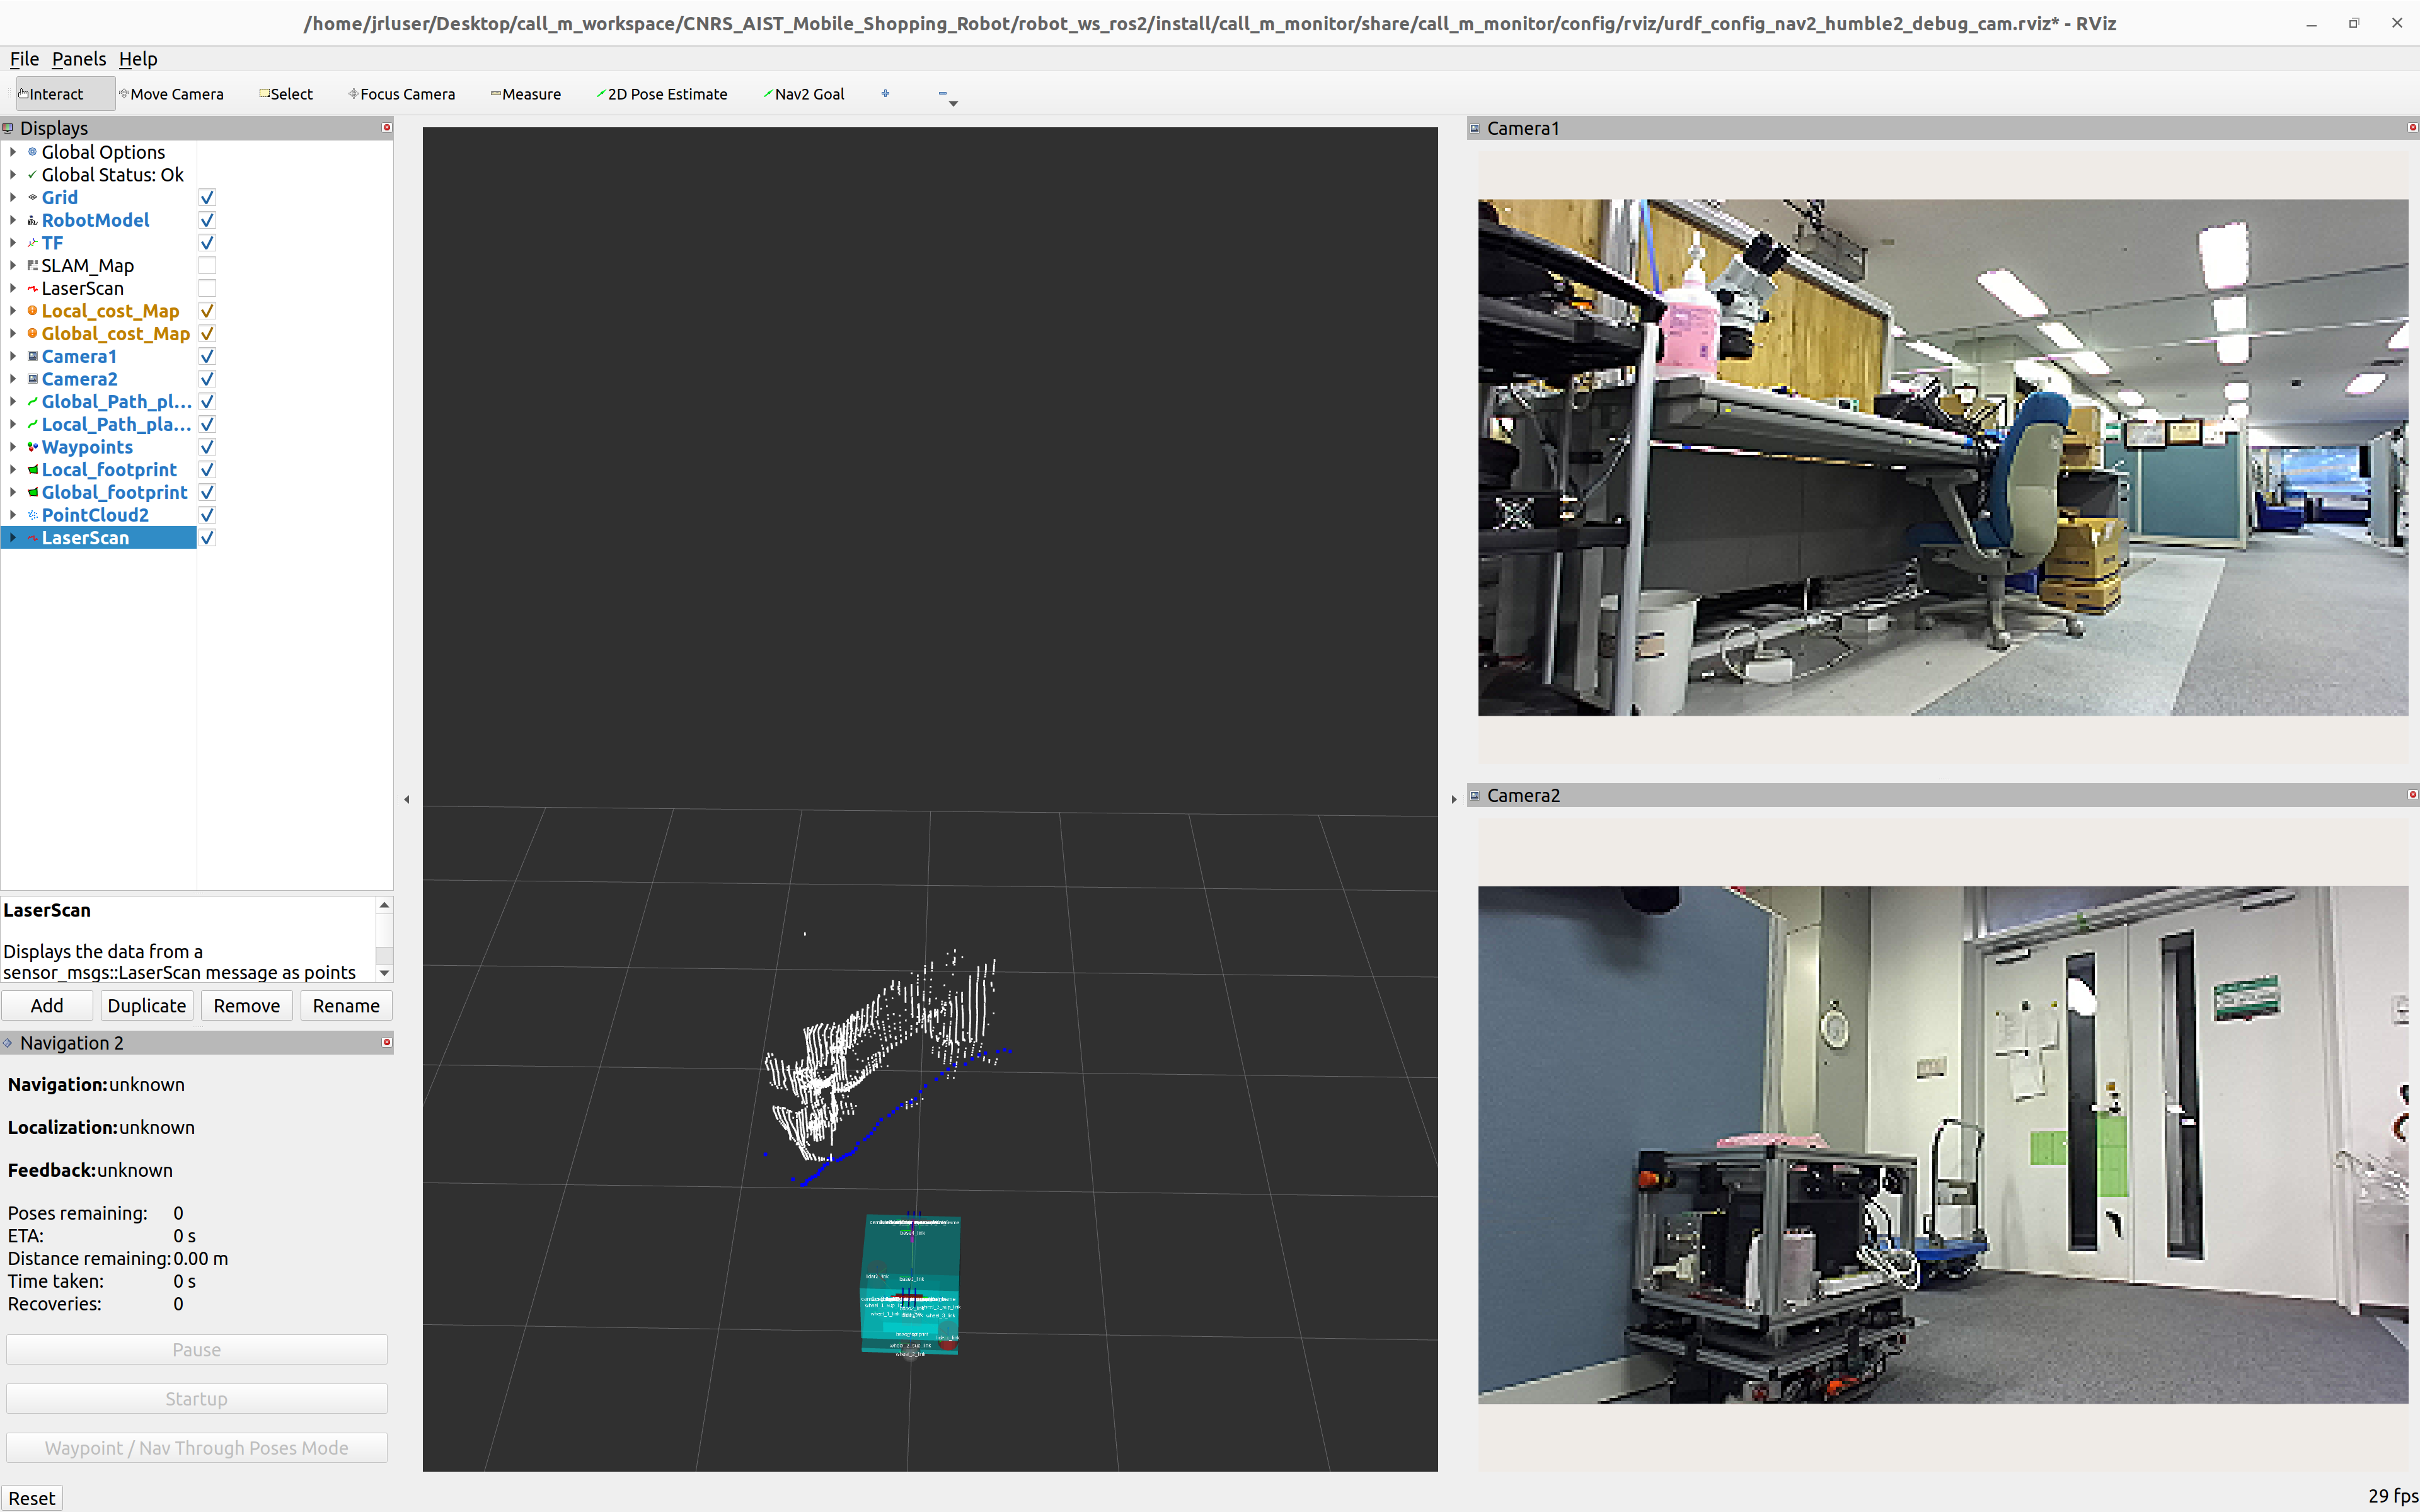 /home/jrluser/Desktop/call_m_workspace/CNRS_AIST_Mobile_Shopping_Robot/robot_ws_ros2/install/call_m_monitor/share/call_m_monitor/config/rviz/urdf_config_nav2_humble2_debug_cam.rviz* - RViz
File Panels Help
Interact Move Camera Select Focus Camera Measure 2D Pose Estimate Nav2 Goal
Displays
Global Options
Global Status: Ok
Grid
RobotModel
TF
SLAM_Map
LaserScan
Local_cost_Map
Global_cost_Map
Camera1
Camera2
Global_Path_pl...
Local_Path_pla...
Waypoints
Local_footprint
Global_footprint
PointCloud2
LaserScan
LaserScan
Displays the data from a
sensor_msgs::LaserScan message as points
Add Duplicate Remove Rename
Navigation 2
Navigation:unknown
Localization:unknown
Feedback:unknown
Poses remaining: 0
ETA: 0 s
Distance remaining:0.00 m
Time taken: 0 s
Recoveries: 0
Pause
Startup
Waypoint / Nav Through Poses Mode
Reset
Camera1
Camera2
29 fps